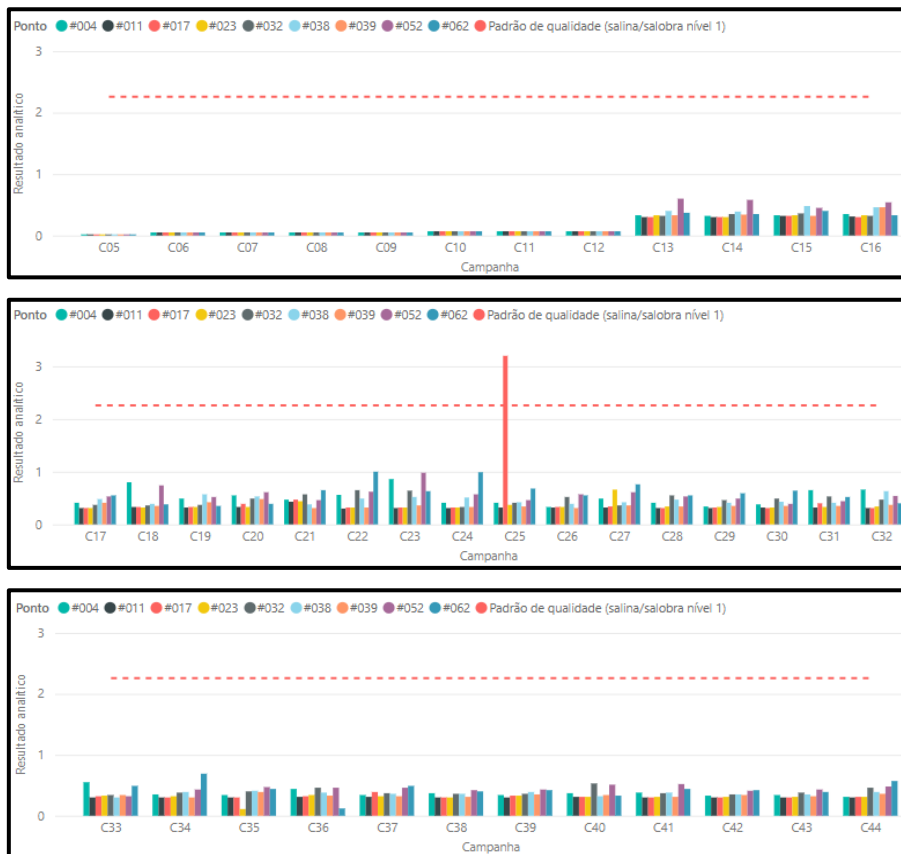 Ponto #004 #011 #017 #023 #032 #038 #039 #052 #062 Padrão de qualidade (salina/salobra nível 1)
3
2
1
0
Resultado analítico
C05 C06 C07 C08 C09 C10 C11 C12 C13 C14 C15 C16
Campanha
Ponto #004 #011 #017 #023 #032 #038 #039 #052 #062 Padrão de qualidade (salina/salobra nível 1)
3
2
1
0
Resultado analítico
C17 C18 C19 C20 C21 C22 C23 C24 C25 C26 C27 C28 C29 C30 C31 C32
Campanha
Ponto #004 #011 #017 #023 #032 #038 #039 #052 #062 Padrão de qualidade (salina/salobra nível 1)
3
2
1
0
Resultado analítico
C33 C34 C35 C36 C37 C38 C39 C40 C41 C42 C43 C44
Campanha